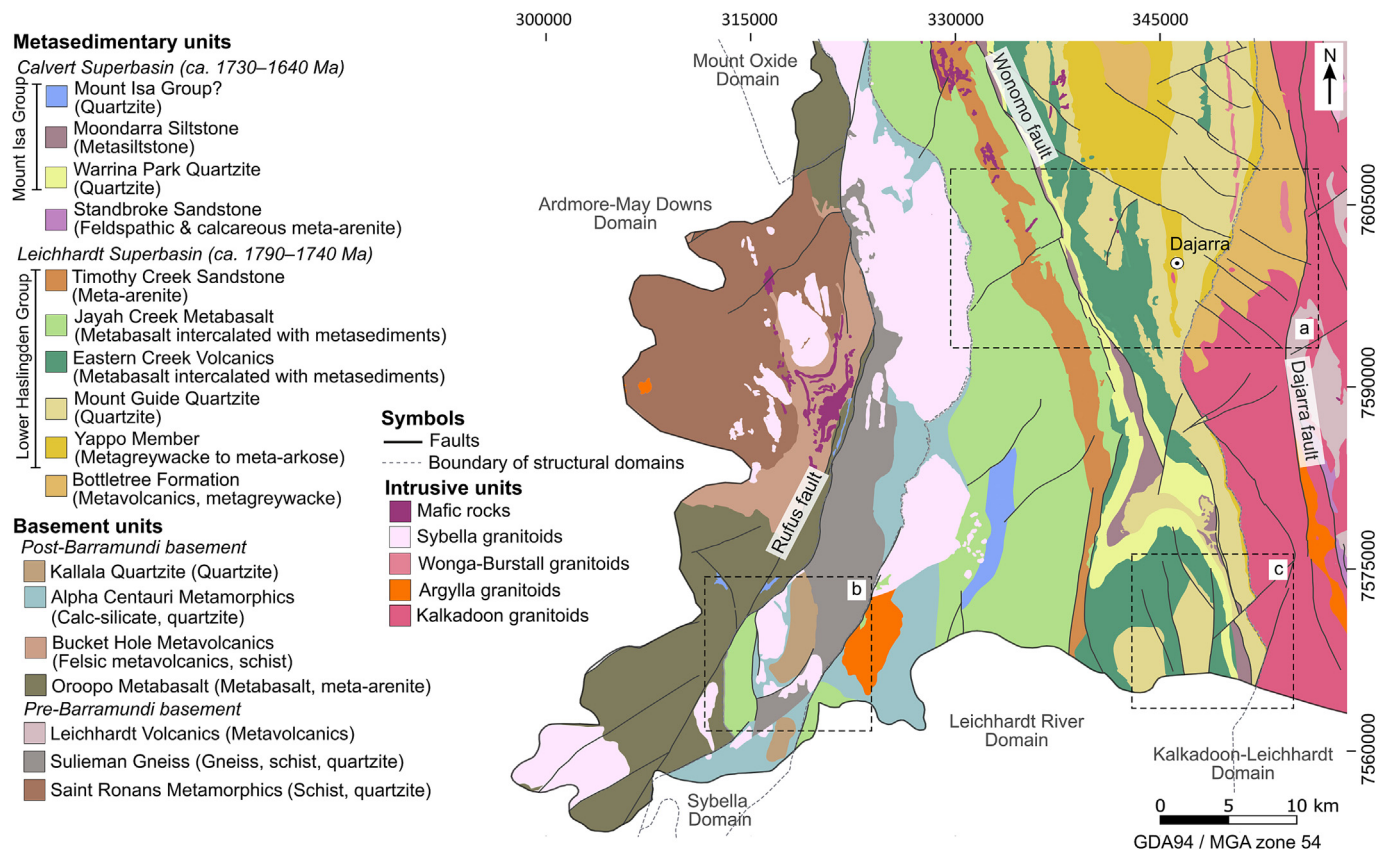 Metasedimentary units
Calvert Superbasin (ca. 1730–1640 Ma)
Mount Isa Group
Mount Isa Group?
(Quartzite)
Moondarra Siltstone
(Metasiltstone)
Warrina Park Quartzite
(Quartzite)
Standbroke Sandstone
(Feldspathic & calcareous meta-arenite)
Leichhardt Superbasin (ca. 1790–1740 Ma)
Lower Haslingden Group
Timothy Creek Sandstone
(Meta-arenite)
Jayah Creek Metabasalt
(Metabasalt intercalated with metasediments)
Eastern Creek Volcanics
(Metabasalt intercalated with metasediments)
Mount Guide Quartzite
(Quartzite)
Yappo Member
(Metagreywacke to meta-arkose)
Bottletree Formation
(Metavolcanics, metagreywacke)
Basement units
Post-Barramundi basement
Kallala Quartzite (Quartzite)
Alpha Centauri Metamorphics
(Calc-silicate, quartzite)
Bucket Hole Metavolcanics
(Felsic metavolcanics, schist)
Oroopo Metabasalt (Metabasalt, meta-arenite)
Pre-Barramundi basement
Leichhardt Volcanics (Metavolcanics)
Sulieman Gneiss (Gneiss, schist, quartzite)
Saint Ronans Metamorphics (Schist, quartzite)
Symbols
Faults
Boundary of structural domains
Intrusive units
Mafic rocks
Sybella granitoids
Wonga-Burstall granitoids
Argylla granitoids
Kalkadoon granitoids
300000
315000
330000
345000
Mount Oxide
Domain
Wonomo fault
N
Ardmore-May Downs
Domain
7605000
Dajarra
a
7590000
Dajarra fault
Rufus fault
7575000
b
c
Leichhardt River
Domain
Kalkadoon-Leichhardt
Domain
7560000
Sybella
Domain
0 5 10 km
GDA94 / MGA zone 54